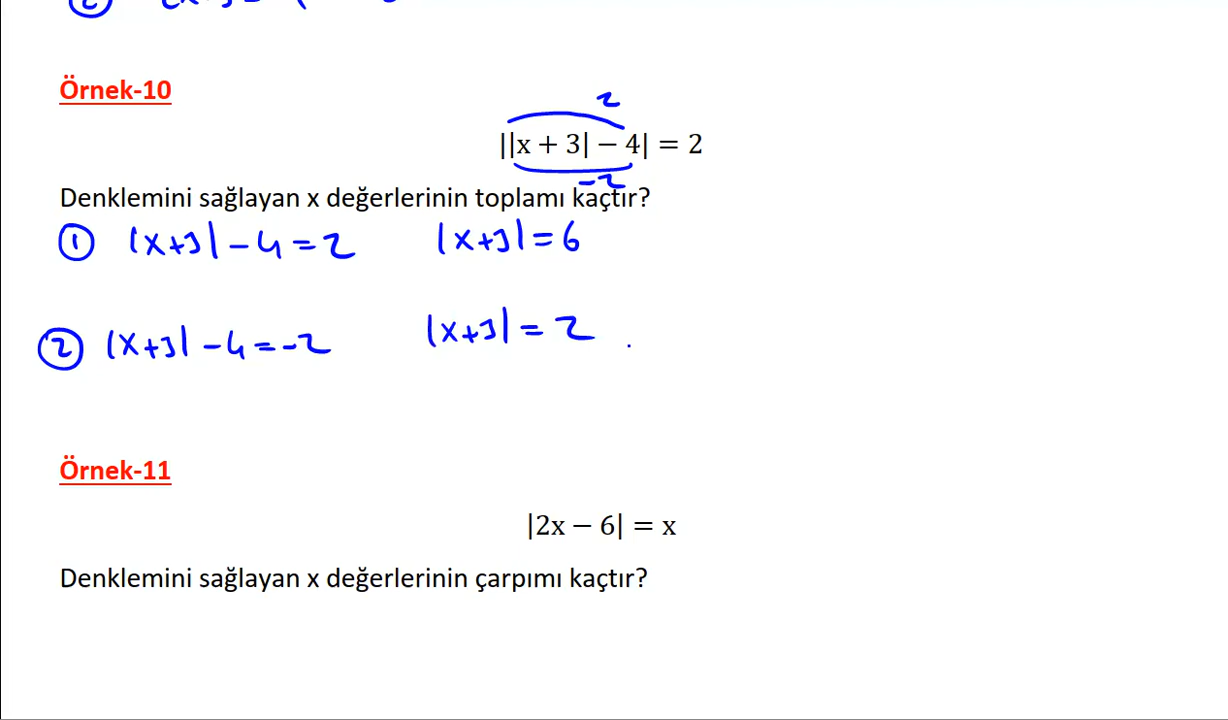 Örnek-10
2
||x + 3| − 4| = 2
-2
Denklemini sağlayan x değerlerinin toplamı kaçtır?
① |x+3| - 4 = 2 |x+3| = 6
② |x+3| - 4 = -2 |x+3| = 2 .
Örnek-11
|2x − 6| = x
Denklemini sağlayan x değerlerinin çarpımı kaçtır?